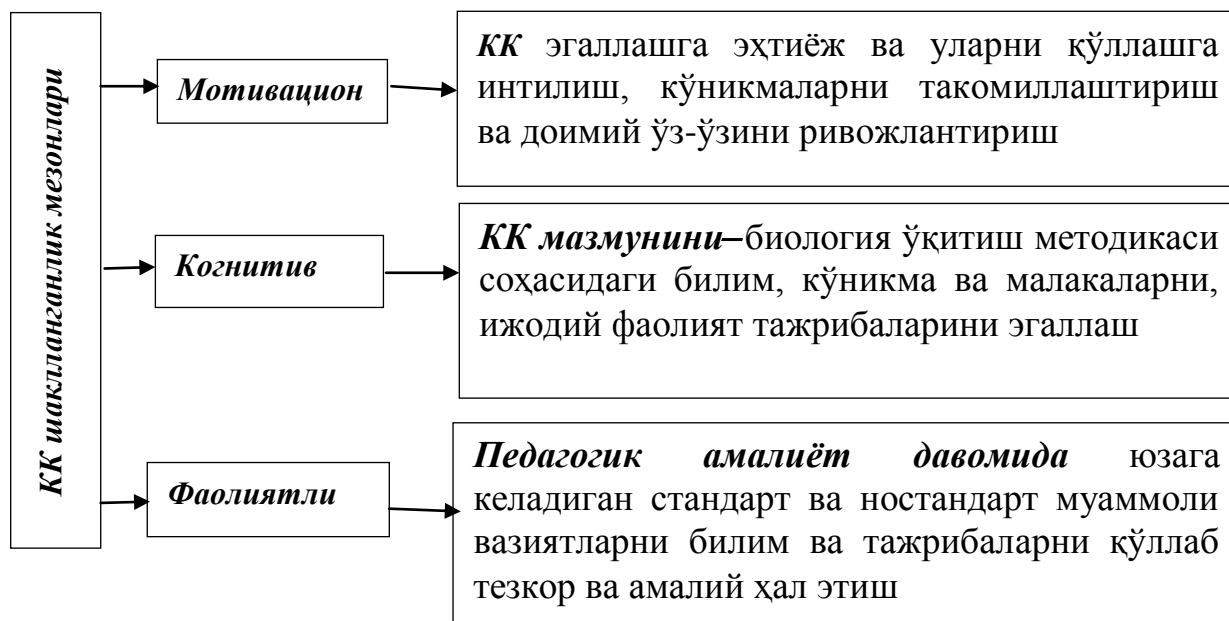 КК шаклланганлик мезонлари
Мотивацион
КК эгаллашга эҳтиёж ва уларни қўллашга
интилиш, кўникмаларни такомиллаштириш
ва доимий ўз-ўзини ривожлантириш
Когнитив
КК мазмунини–биология ўқитиш методикаси
соҳасидаги билим, кўникма ва малакаларни,
ижодий фаолият тажрибаларини эгаллаш
Фаолиятли
Педагогик амалиёт давомида юзага
келадиган стандарт ва ностандарт муаммоли
вазиятларни билим ва тажрибаларни қўллаб
тезкор ва амалий ҳал этиш